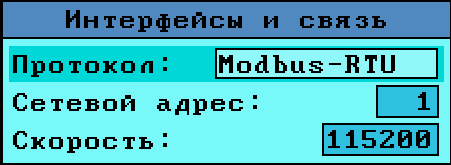 Интерфейсы и связь
Протокол: Modbus-RTU
Сетевой адрес: 1
Скорость: 115200